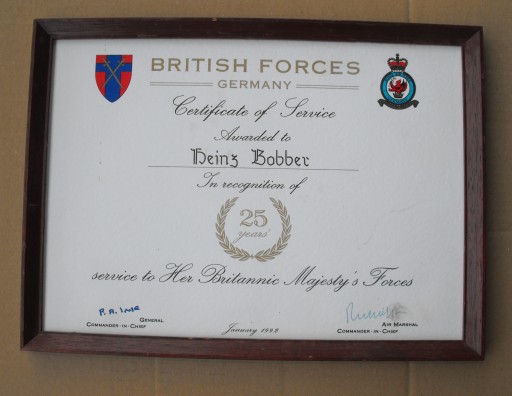 BRITISH FORCES
GERMANY
Certificate of Service
Awarded to
Heinz Bobber
In recognition of
25
years'
service to Her Britannic Majesty's Forces
GENERAL
COMMANDER-IN-CHIEF
January 1989
AIR MARSHAL
COMMANDER-IN-CHIEF